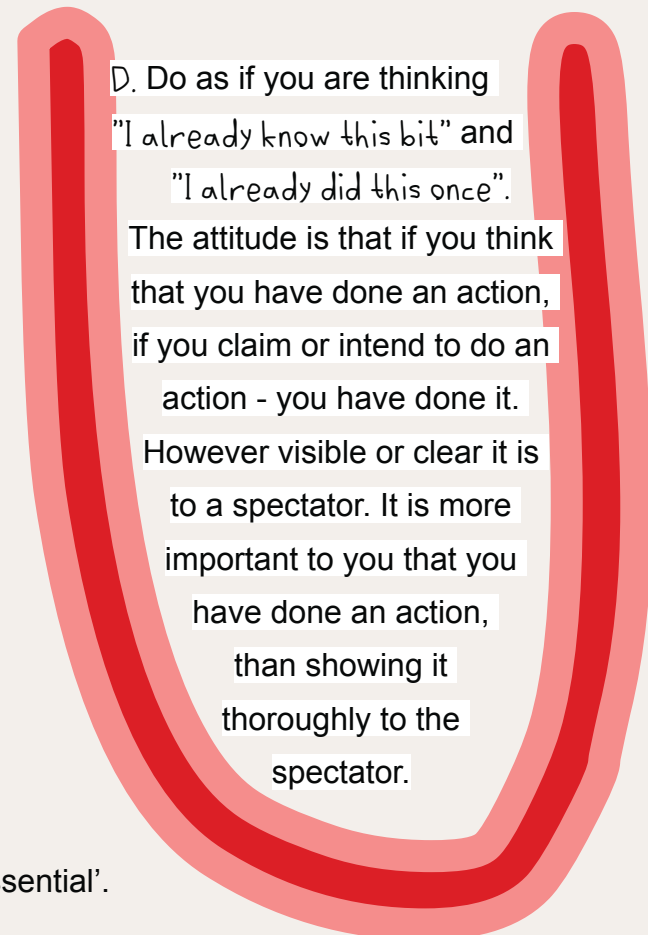 D. Do as if you are thinking
"I already know this bit" and
"I already did this once".
The attitude is that if you think
that you have done an action,
if you claim or intend to do an
action - you have done it.
However visible or clear it is
to a spectator. It is more
important to you that you
have done an action,
than showing it
thoroughly to the
spectator.
ssential’.